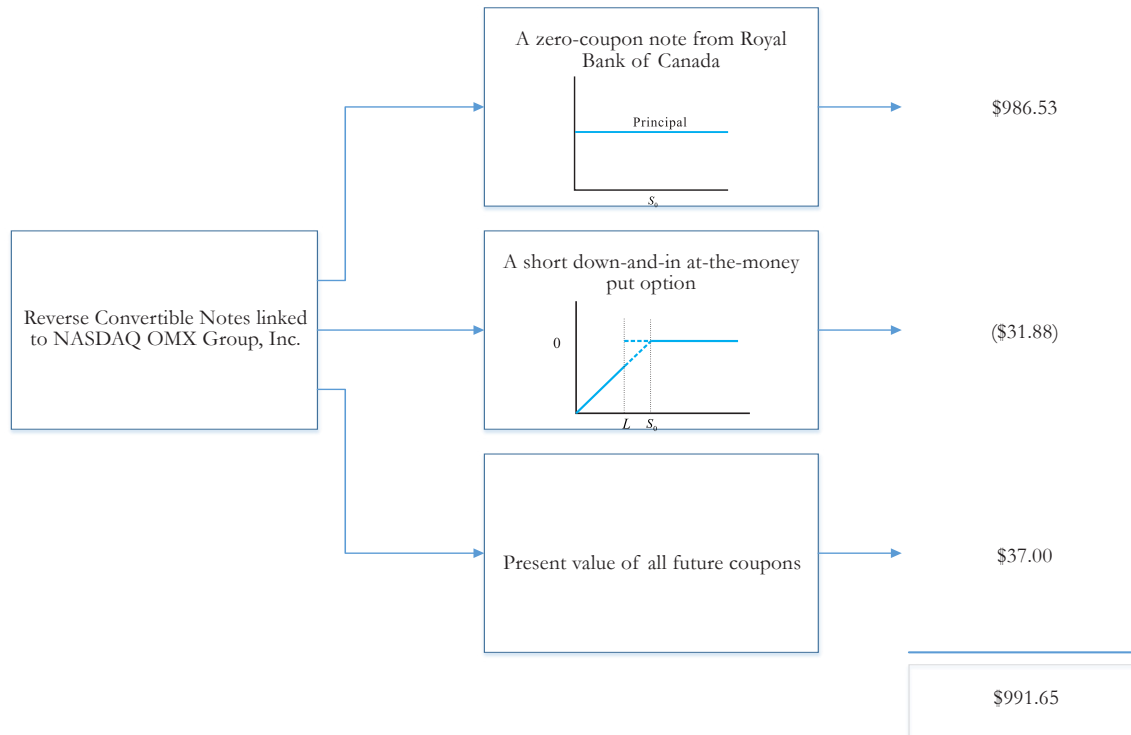 A zero-coupon note from Royal
Bank of Canada
Principal
S₀
$986.53
Reverse Convertible Notes linked
to NASDAQ OMX Group, Inc.
A short down-and-in at-the-money
put option
0
L S₀
($31.88)
Present value of all future coupons
$37.00
$991.65